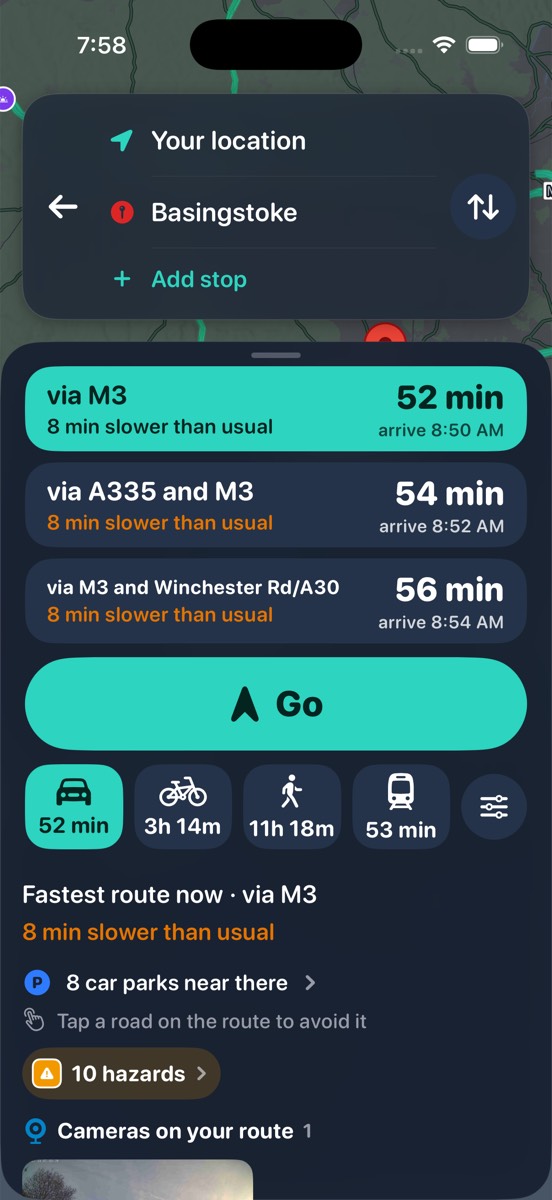 7:58
Your location
Basingstoke
Add stop
via M3
52 min
8 min slower than usual
arrive 8:50 AM
via A335 and M3
54 min
8 min slower than usual
arrive 8:52 AM
via M3 and Winchester Rd/A30
56 min
8 min slower than usual
arrive 8:54 AM
Go
52 min
3h 14m
11h 18m
53 min
Fastest route now · via M3
8 min slower than usual
P
8 car parks near there
Tap a road on the route to avoid it
10 hazards
Cameras on your route 1